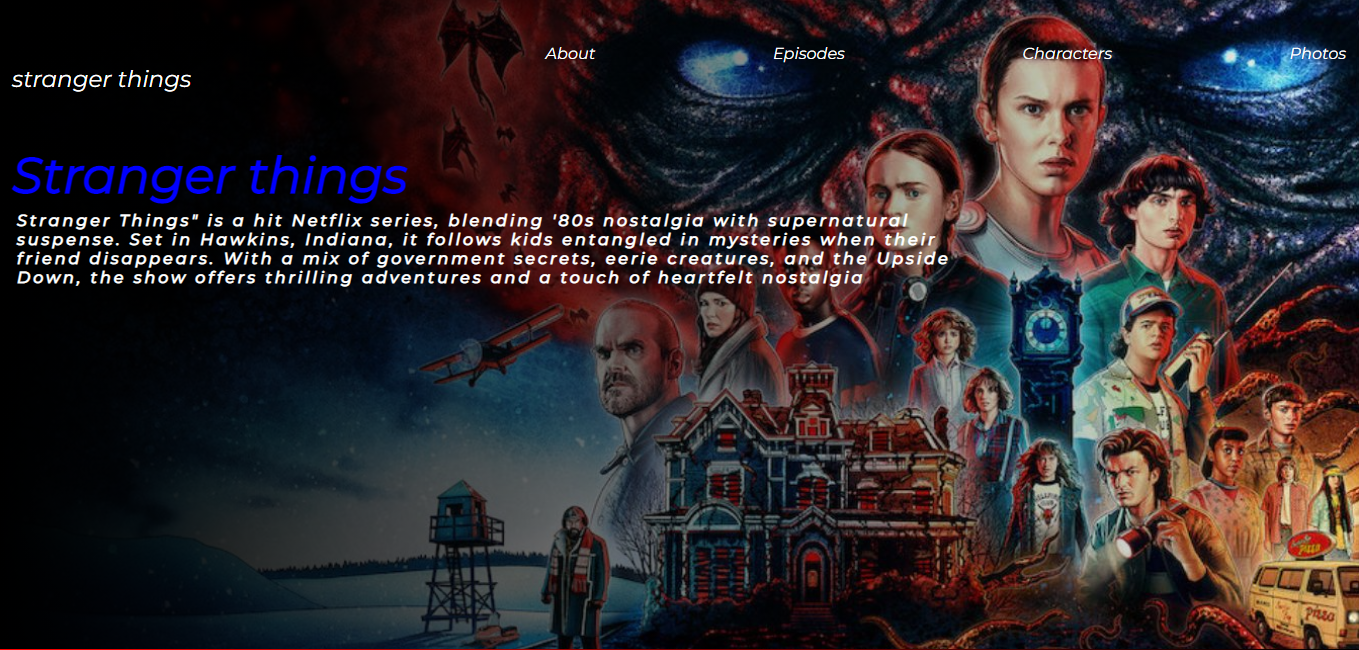 About Episodes Characters Photos
stranger things
Stranger things
Stranger Things" is a hit Netflix series, blending '80s nostalgia with supernatural
suspense. Set in Hawkins, Indiana, it follows kids entangled in mysteries when their
friend disappears. With a mix of government secrets, eerie creatures, and the Upside
Down, the show offers thrilling adventures and a touch of heartfelt nostalgia
Pizza
pizza